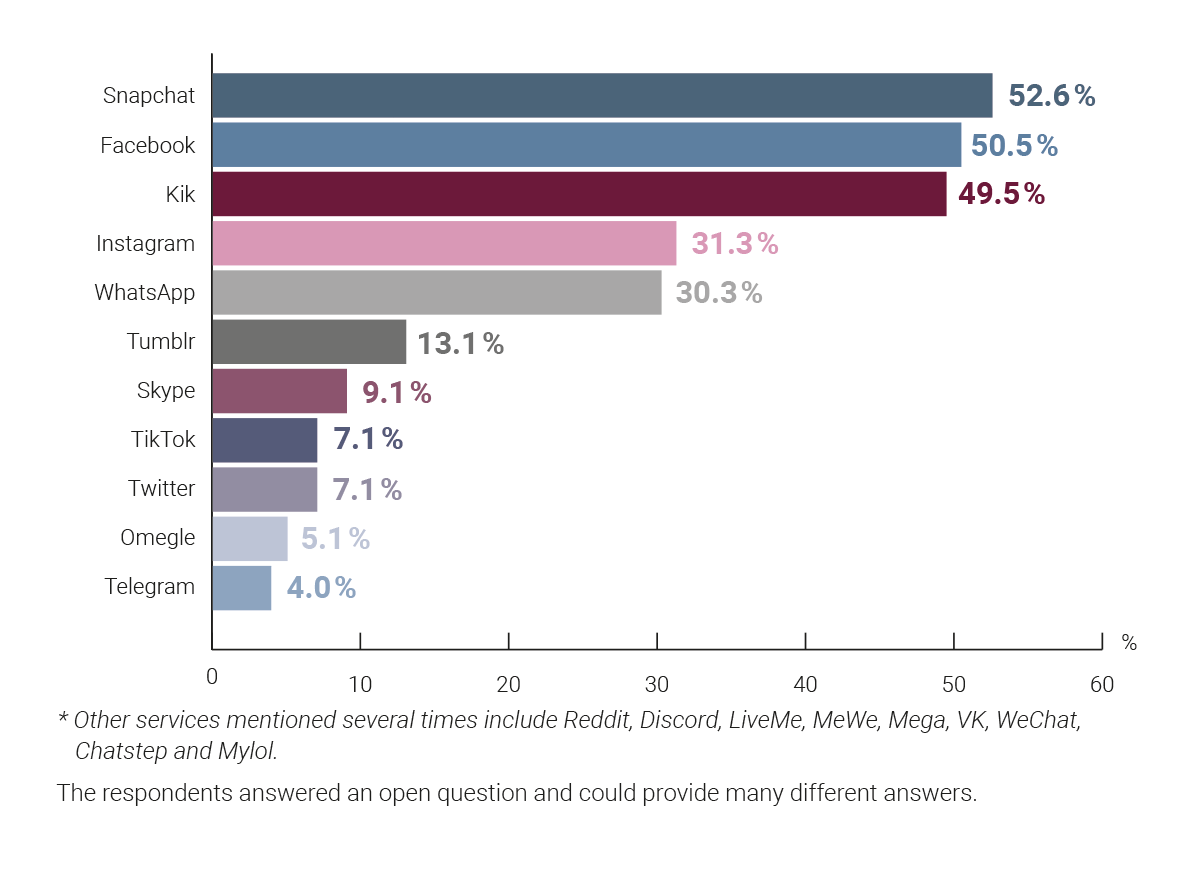 Snapchat 52.6%
Facebook 50.5%
Kik 49.5%
Instagram 31.3%
WhatsApp 30.3%
Tumblr 13.1%
Skype 9.1%
TikTok 7.1%
Twitter 7.1%
Omegle 5.1%
Telegram 4.0%
%
0 10 20 30 40 50 60
* Other services mentioned several times include Reddit, Discord, LiveMe, MeWe, Mega, VK, WeChat,
Chatstep and Mylol.
The respondents answered an open question and could provide many different answers.